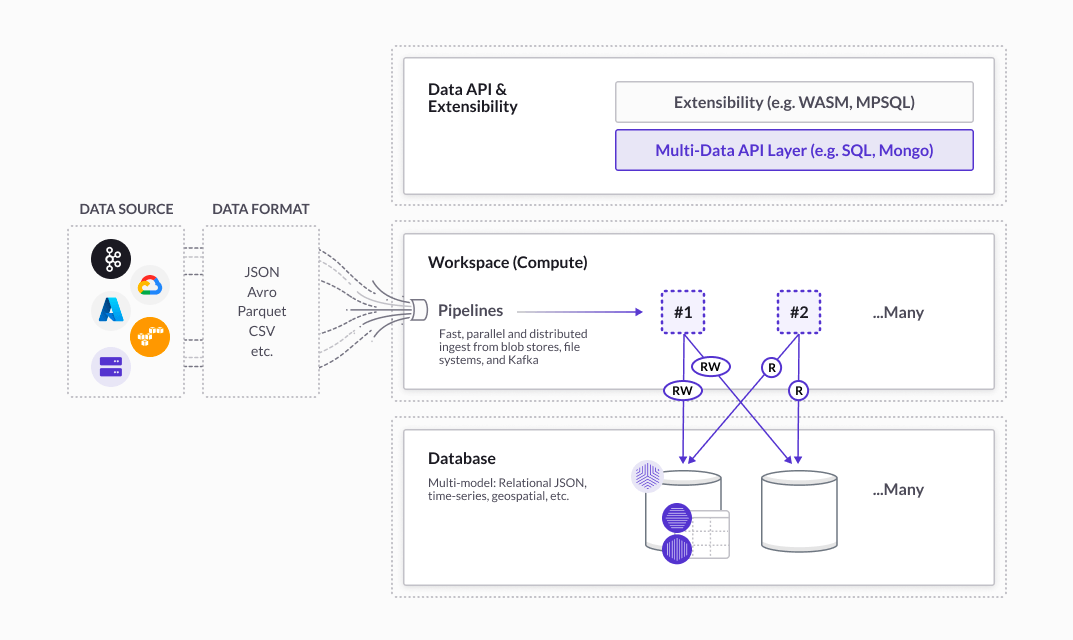 Data API &
Extensibility
Extensibility (e.g. WASM, MPSQL)
Multi-Data API Layer (e.g. SQL, Mongo)
DATA SOURCE
DATA FORMAT
JSON
Avro
Parquet
CSV
etc.
Workspace (Compute)
Pipelines
Fast, parallel and distributed
ingest from blob stores, file
systems, and Kafka
#1
#2
...Many
RW
R
RW
R
Database
Multi-model: Relational JSON,
time-series, geospatial, etc.
...Many